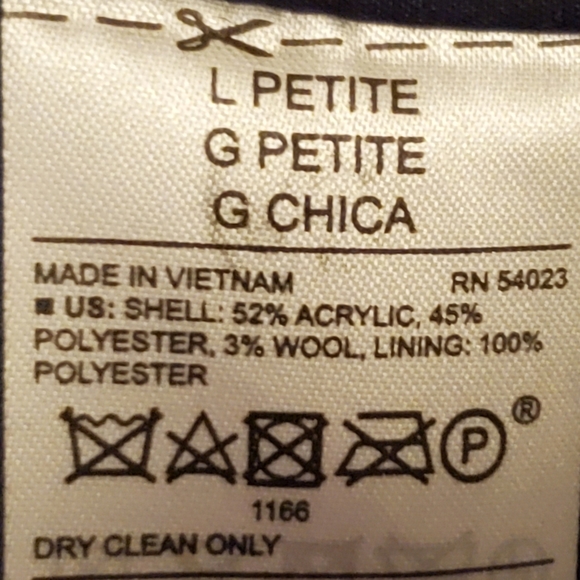 L PETITE
G PETITE
G CHICA
MADE IN VIETNAM RN 54023
US: SHELL: 52% ACRYLIC, 45%
POLYESTER, 3% WOOL, LINING: 100%
POLYESTER
P ®
1166
DRY CLEAN ONLY